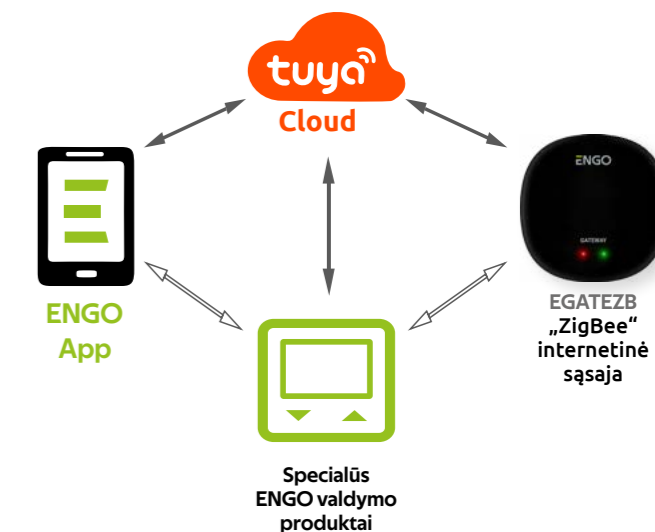 tuya
Cloud
ENGO
GATEWAY
ENGO
App
EGATEZB
„ZigBee“
internetinė
sąsaja
Specialūs
ENGO valdymo
produktai